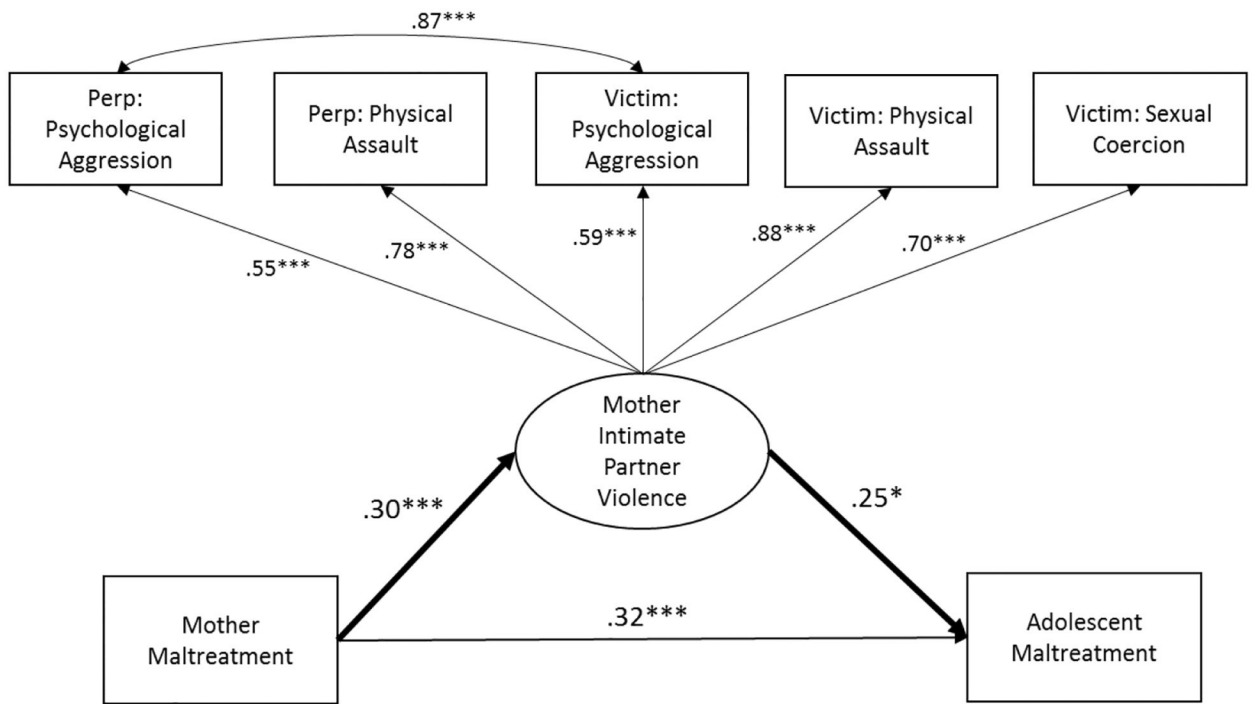 .87***
Perp:
Psychological
Aggression
Perp: Physical
Assault
Victim:
Psychological
Aggression
Victim: Physical
Assault
Victim: Sexual
Coercion
.55***
.78***
.59***
.88***
.70***
Mother
Intimate
Partner
Violence
.30***
.25*
.32***
Mother
Maltreatment
Adolescent
Maltreatment